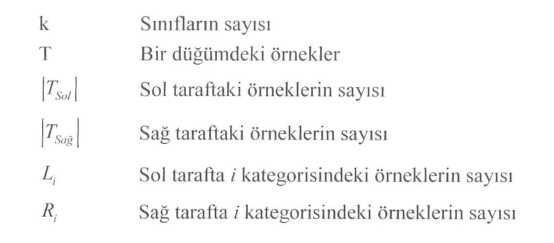 k Sınıfların sayısı
T Bir düğümdeki örnekler
|T_Sol| Sol taraftaki örneklerin sayısı
|T_Sağ| Sağ taraftaki örneklerin sayısı
L_i Sol tarafta i kategorisindeki örneklerin sayısı
R_i Sağ tarafta i kategorisindeki örneklerin sayısı